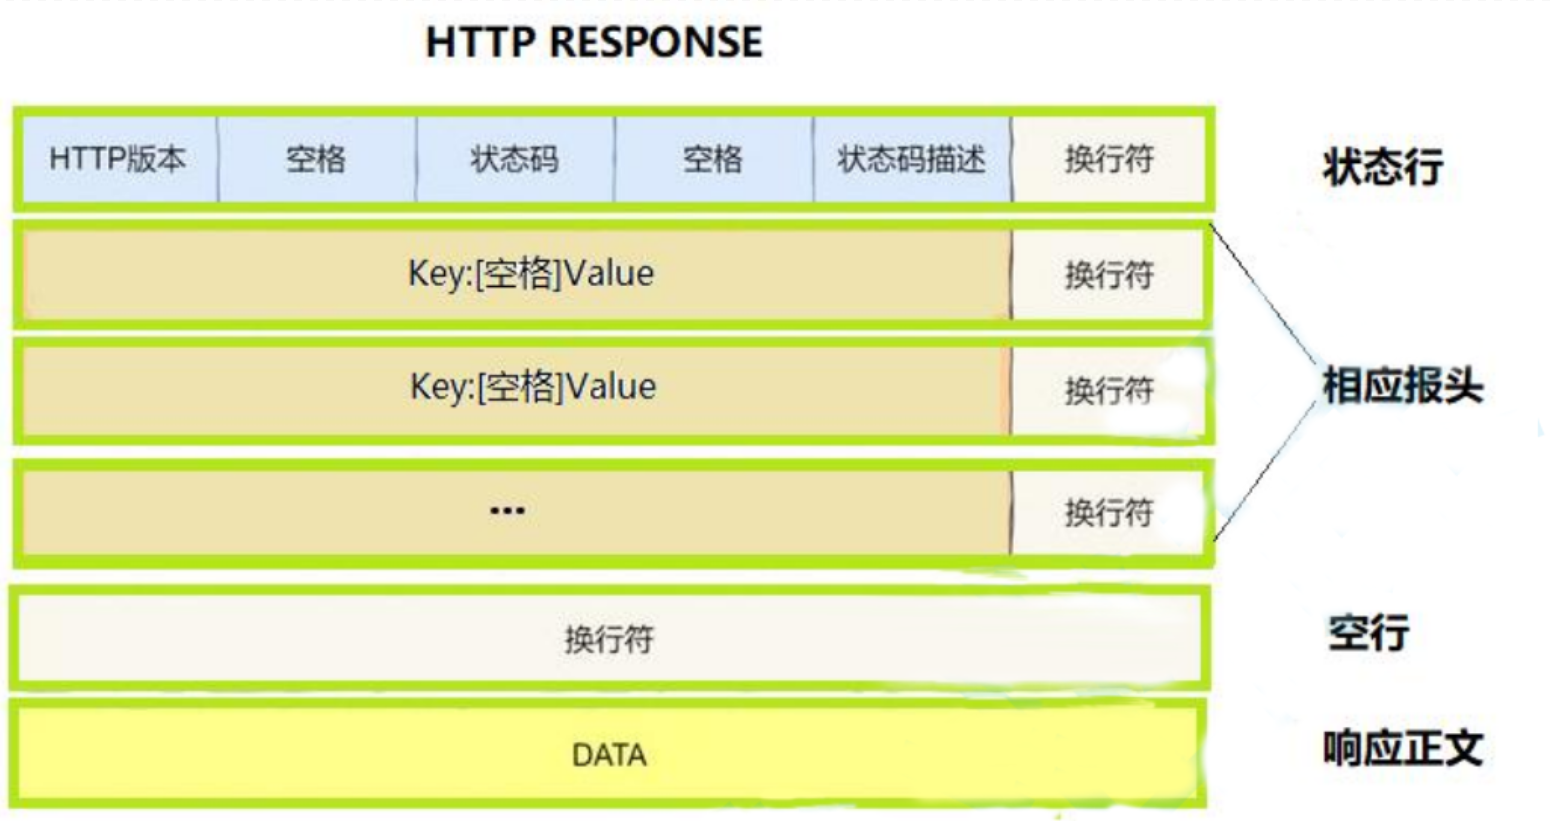 HTTP RESPONSE
HTTP版本 空格 状态码 空格 状态码描述 换行符 状态行
Key:[空格]Value 换行符
Key:[空格]Value 换行符 相应报头
... 换行符
换行符 空行
DATA 响应正文